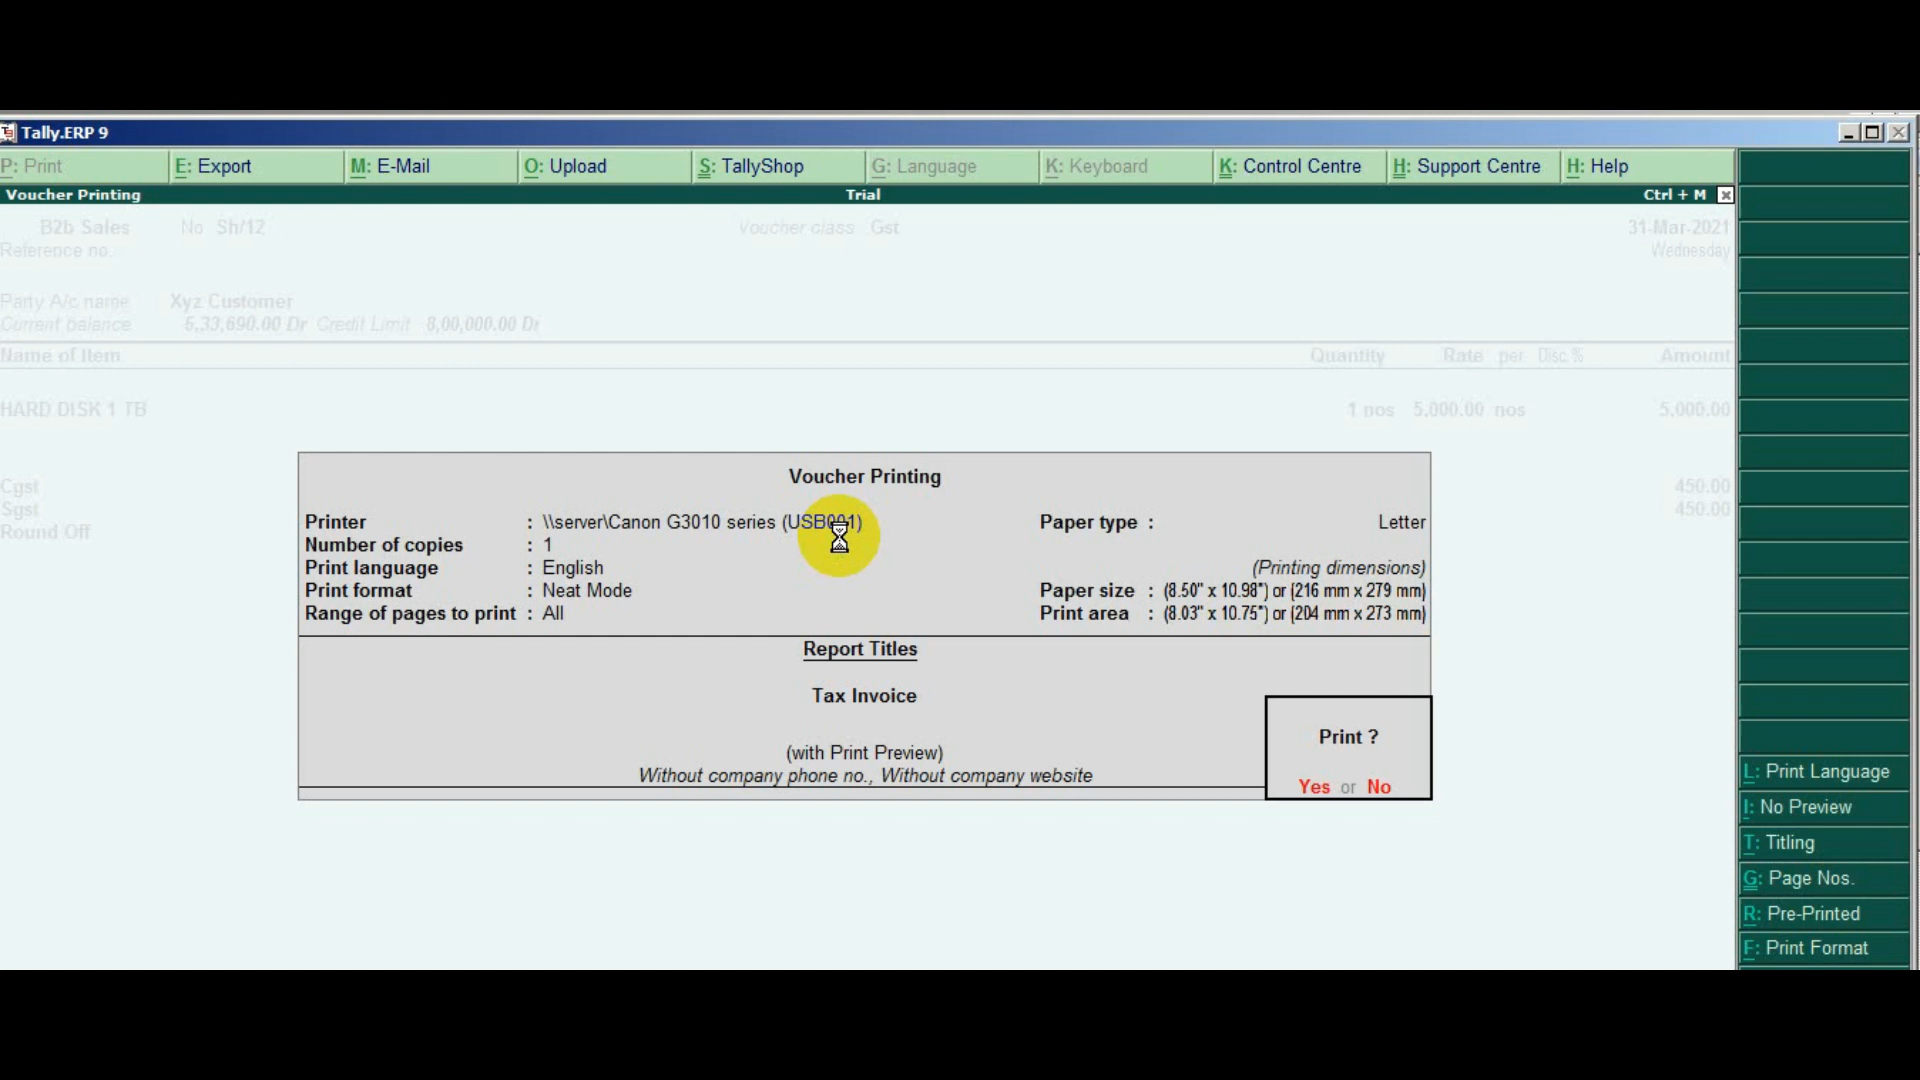 Tally.ERP 9
P: Print E: Export M: E-Mail O: Upload S: TallyShop G: Language K: Keyboard K: Control Centre H: Support Centre H: Help
Voucher Printing Trial Ctrl + M
B2b Sales No Sh/12 Voucher class Gst 31-Mar-2021
Reference no. Wednesday
Party A/c name Xyz Customer
Current balance 5,33,690.00 Dr Credit Limit 8,00,000.00 Dr
Name of Item Quantity Rate per Disc % Amount
HARD DISK 1 TB 1 nos 5,000.00 nos 5,000.00
Cgst 450.00
Sgst 450.00
Round Off
Voucher Printing
Printer : \\server\Canon G3010 series (USB001) Paper type : Letter
Number of copies : 1
Print language : English (Printing dimensions)
Print format : Neat Mode Paper size : (8.50" x 10.98") or (216 mm x 279 mm)
Range of pages to print : All Print area : (8.03" x 10.75") or (204 mm x 273 mm)
Report Titles
Tax Invoice
(with Print Preview)
Without company phone no., Without company website
Print ?
Yes or No
L: Print Language
I: No Preview
T: Titling
G: Page Nos.
R: Pre-Printed
F: Print Format